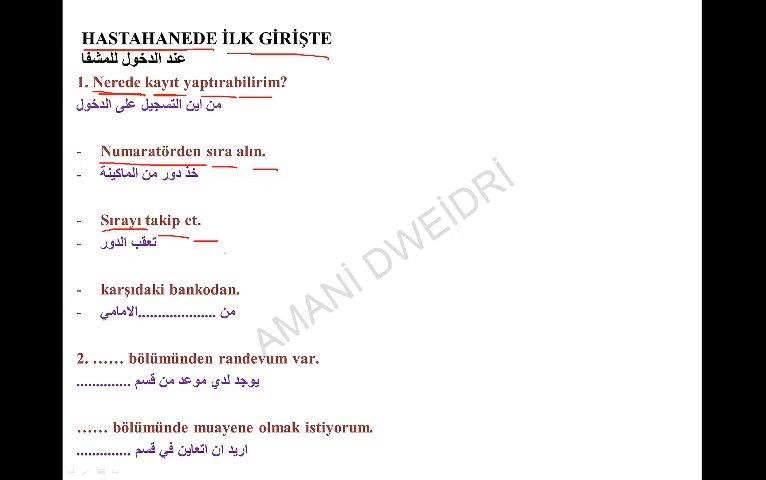 HASTAHANEDE İLK GİRİŞTE
عند الدخول للمشفا
1. Nerede kayıt yaptırabilirim?
من اين التسجيل على الدخول
- Numaratörden sıra alın.
- خذ دور من الماكينة
- Sırayı takip et.
- تعقب الدور
- karşıdaki bankodan.
- من ...................الامامي
2. …… bölümünden randevum var.
يوجد لدي موعد من قسم ..............
…… bölümünde muayene olmak istiyorum.
اريد ان اتعاين في قسم ..............
AMANİ DWEİDRİ